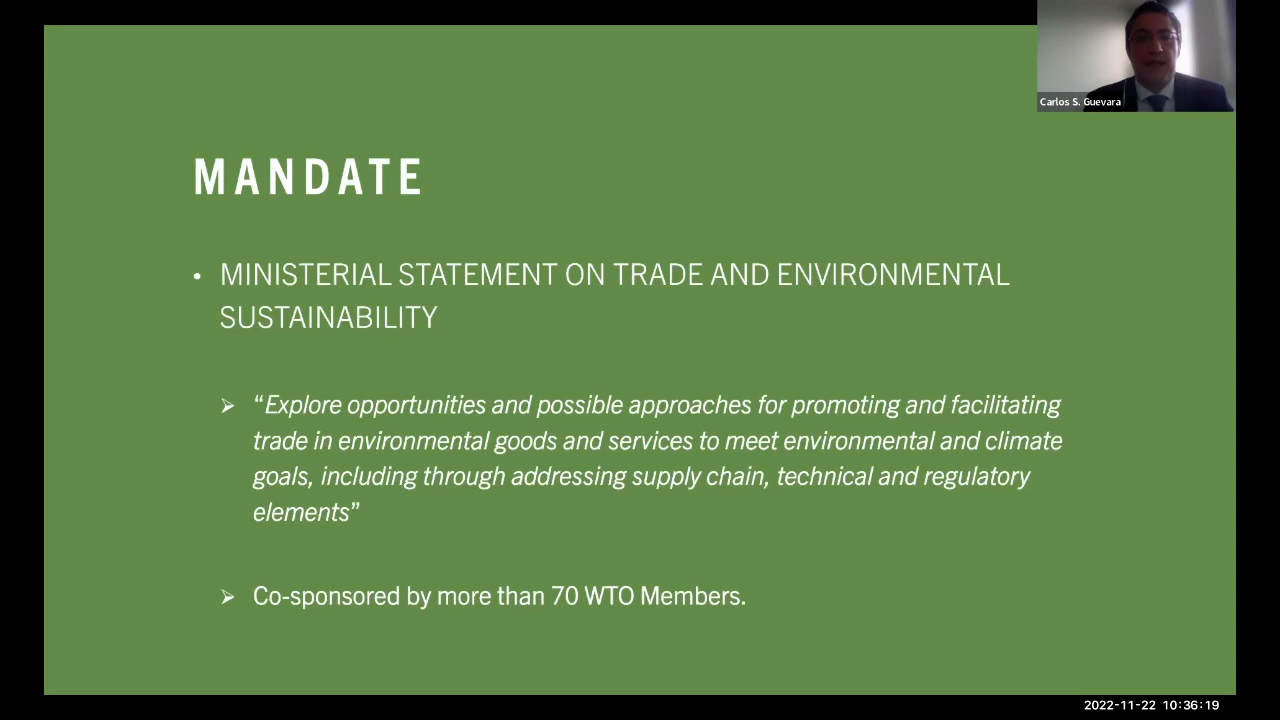 Carlos S. Guevara
MANDATE
• MINISTERIAL STATEMENT ON TRADE AND ENVIRONMENTAL
SUSTAINABILITY
➢ “Explore opportunities and possible approaches for promoting and facilitating
trade in environmental goods and services to meet environmental and climate
goals, including through addressing supply chain, technical and regulatory
elements”
➢ Co-sponsored by more than 70 WTO Members.
2022-11-22 10:36:19